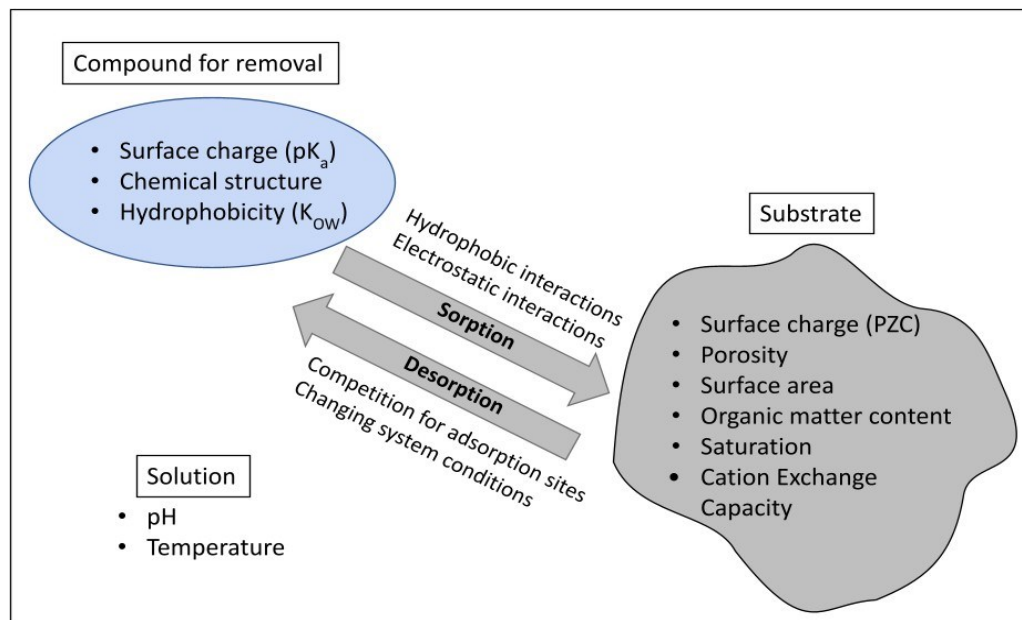 Compound for removal
• Surface charge (pKa)
• Chemical structure
• Hydrophobicity (KOW)
Hydrophobic interactions
Electrostatic interactions
Sorption
Desorption
Competition for adsorption sites
Changing system conditions
Substrate
• Surface charge (PZC)
• Porosity
• Surface area
• Organic matter content
• Saturation
• Cation Exchange
Capacity
Solution
• pH
• Temperature